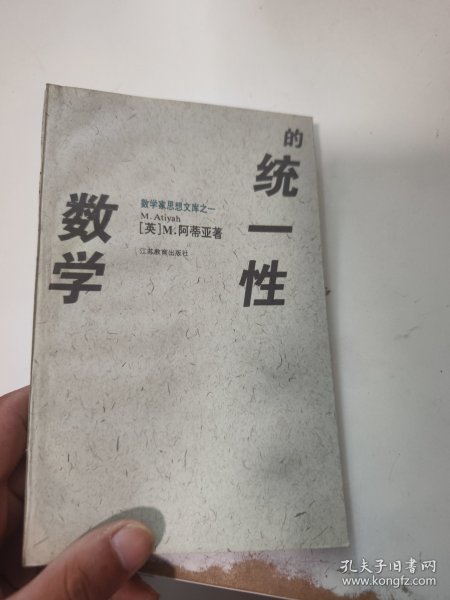 数学
的统一性
数学家思想文库之一
M. Atiyah
[英]M·阿蒂亚著
江苏教育出版社
孔夫子旧书网
www.kongfz.com